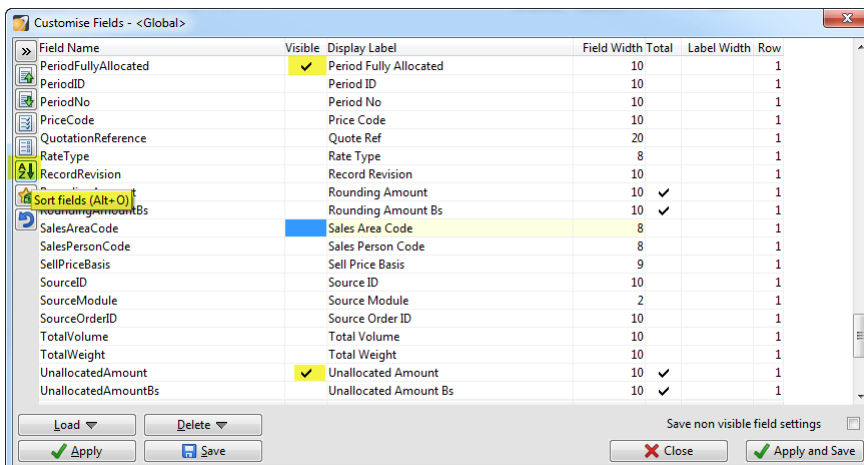 Customise Fields - <Global>
Field Name Visible Display Label Field Width Total Label Width Row
PeriodFullyAllocated Period Fully Allocated 10 1
PeriodID Period ID 10 1
PeriodNo Period No 10 1
PriceCode Price Code 10 1
QuotationReference Quote Ref 20 1
RateType Rate Type 8 1
RecordRevision Record Revision 10 1
Rounding Amount 10 1
Sort fields (Alt+O)
RoundingAmountBs Rounding Amount Bs 10 1
SalesAreaCode Sales Area Code 8 1
SalesPersonCode Sales Person Code 8 1
SellPriceBasis Sell Price Basis 9 1
SourceID Source ID 10 1
SourceModule Source Module 2 1
SourceOrderID Source Order ID 10 1
TotalVolume Total Volume 10 1
TotalWeight Total Weight 10 1
UnallocatedAmount Unallocated Amount 10 1
UnallocatedAmountBs Unallocated Amount Bs 10 1
Load Delete Save non visible field settings
Apply Save Close Apply and Save